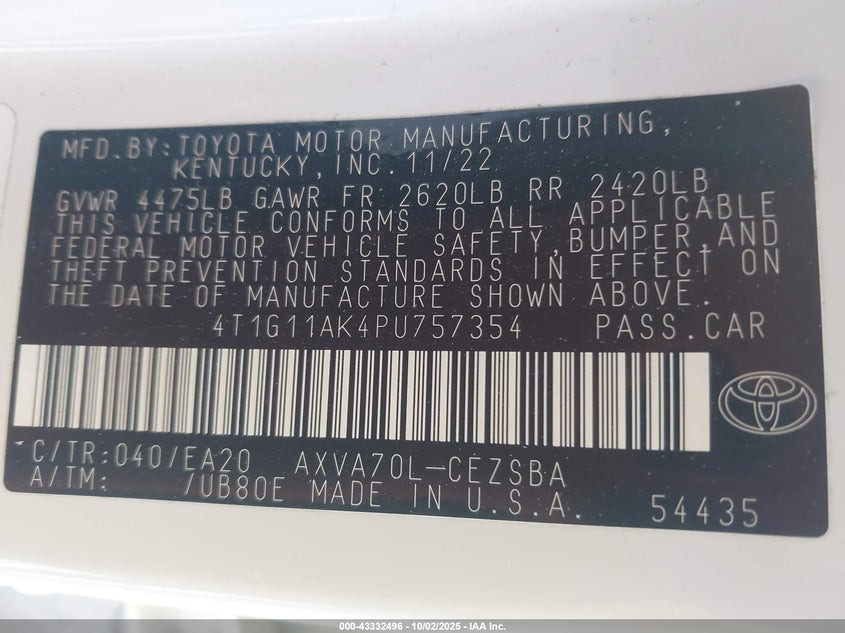 MFD.BY:TOYOTA MOTOR MANUFACTURING,
KENTUCKY,INC.11/22
GVWR 4475LB GAWR FR 2620LB RR 2420LB
THIS VEHICLE CONFORMS TO ALL APPLICABLE
FEDERAL MOTOR VEHICLE SAFETY,BUMPER,AND
THEFT PREVENTION STANDARDS IN EFFECT ON
THE DATE OF MANUFACTURE SHOWN ABOVE.
4T1G11AK4PU757354 PASS.CAR
C/TR:040/EA20 AXVA70L-CEZSBA
A/TM: /UB80E MADE IN U.S.A.
54435
000-43332496 - 10/02/2025 - IAA Inc.